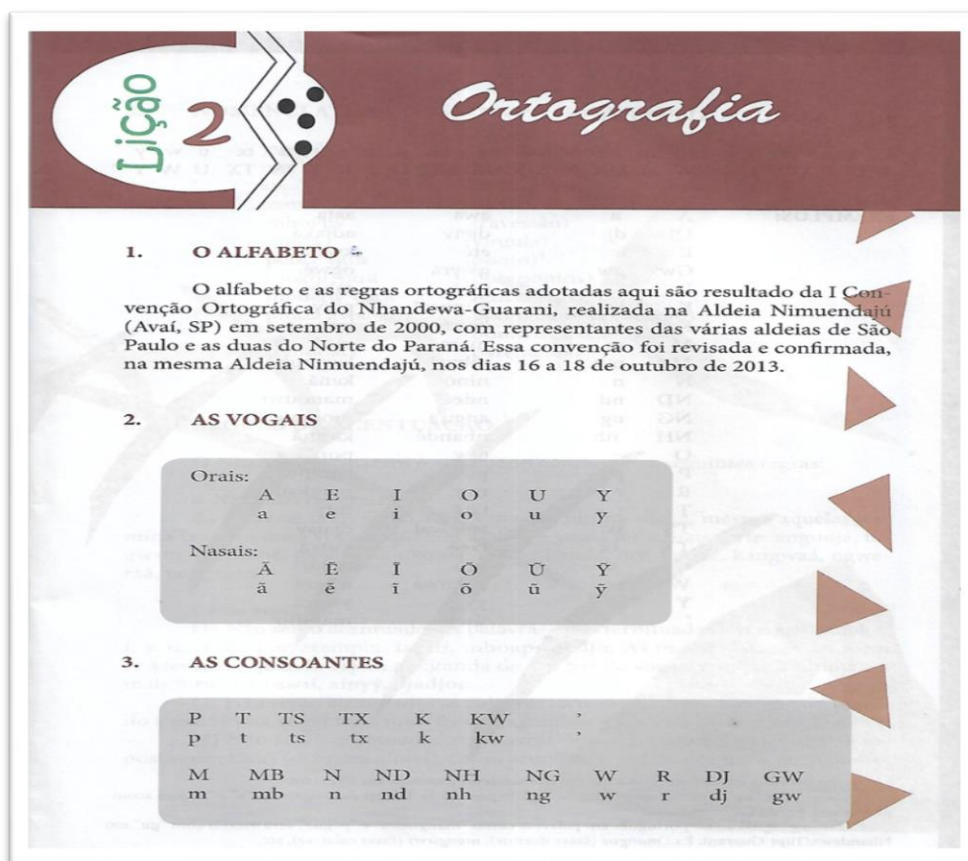 Lição 2
Ortografia
1. O ALFABETO
O alfabeto e as regras ortográficas adotadas aqui são resultado da I Con-
venção Ortográfica do Nhandewa-Guarani, realizada na Aldeia Nimuendajú
(Avaí, SP) em setembro de 2000, com representantes das várias aldeias de São
Paulo e as duas do Norte do Paraná. Essa convenção foi revisada e confirmada,
na mesma Aldeia Nimuendajú, nos dias 16 a 18 de outubro de 2013.
2. AS VOGAIS
Orais:
A E I O U Y
a e i o u y
Nasais:
Ã Ẽ Ĩ Õ Ũ Ỹ
ã ẽ ĩ õ ũ ỹ
3. AS CONSOANTES
P T TS TX K KW ’
p t ts tx k kw ’
M MB N ND NH NG W R DJ GW
m mb n nd nh ng w r dj gw